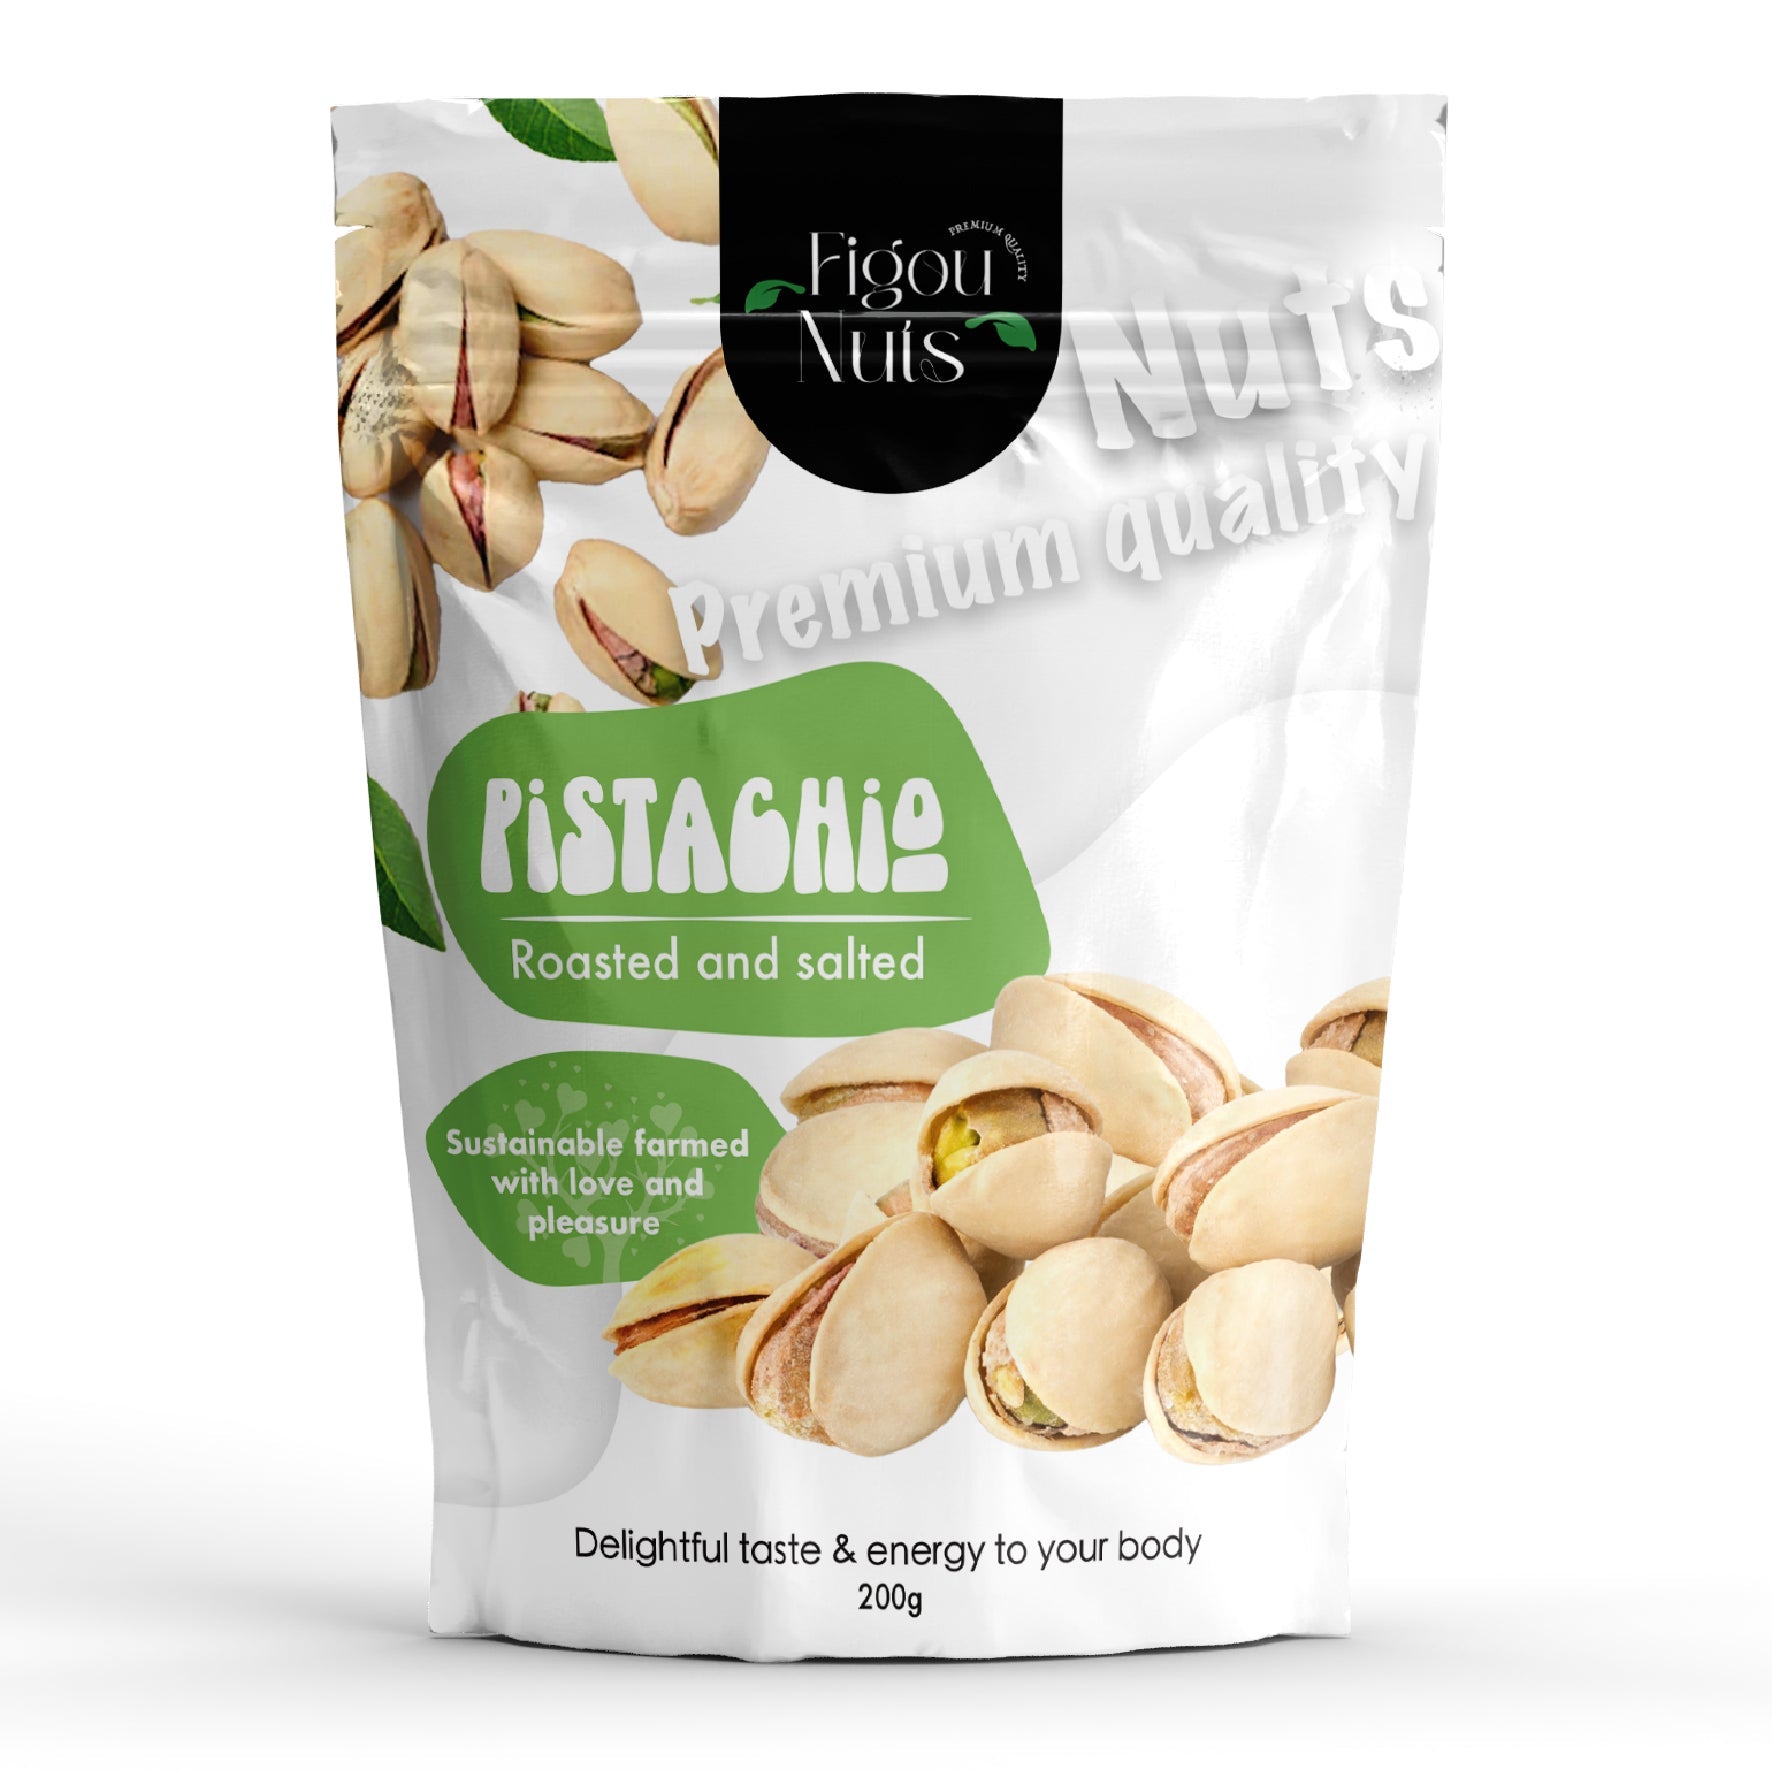 Figou
PREMIUM QUALITY
Nuts
Nuts
Premium quality
PiSTACHiO
Roasted and salted
Sustainable farmed
with love and
pleasure
Delightful taste & energy to your body
200g